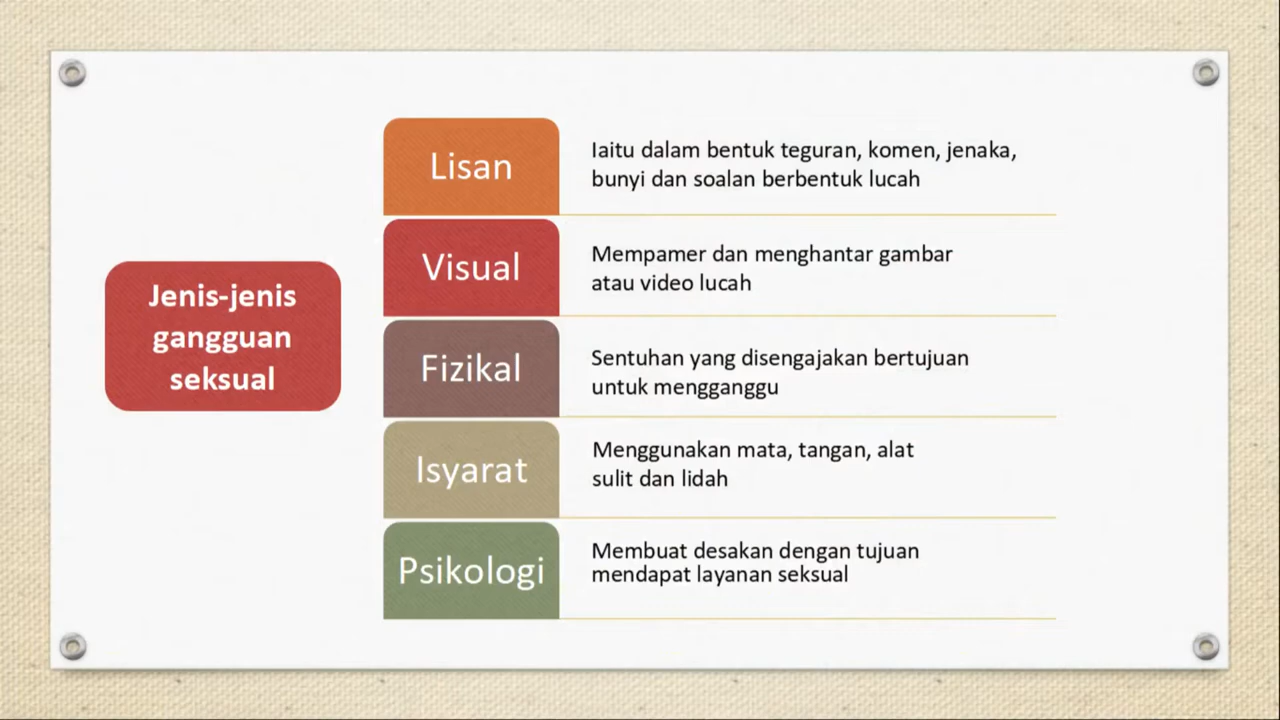 Jenis-jenis
gangguan
seksual
Lisan
Iaitu dalam bentuk teguran, komen, jenaka,
bunyi dan soalan berbentuk lucah
Visual
Mempamer dan menghantar gambar
atau video lucah
Fizikal
Sentuhan yang disengajakan bertujuan
untuk mengganggu
Isyarat
Menggunakan mata, tangan, alat
sulit dan lidah
Psikologi
Membuat desakan dengan tujuan
mendapat layanan seksual